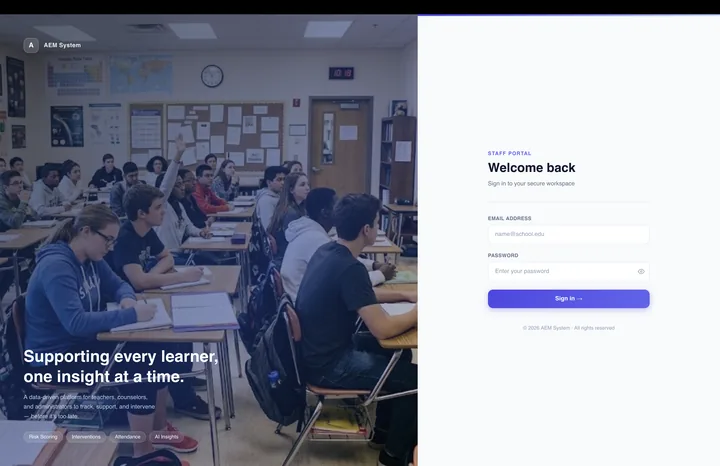 A AEM System
Supporting every learner,
one insight at a time.
A data-driven platform for teachers, counselors,
and administrators to track, support, and intervene
— before it's too late.
Risk Scoring Interventions Attendance AI Insights
STAFF PORTAL
Welcome back
Sign in to your secure workspace
EMAIL ADDRESS
name@school.edu
PASSWORD
Enter your password
Sign in →
© 2026 AEM System · All rights reserved